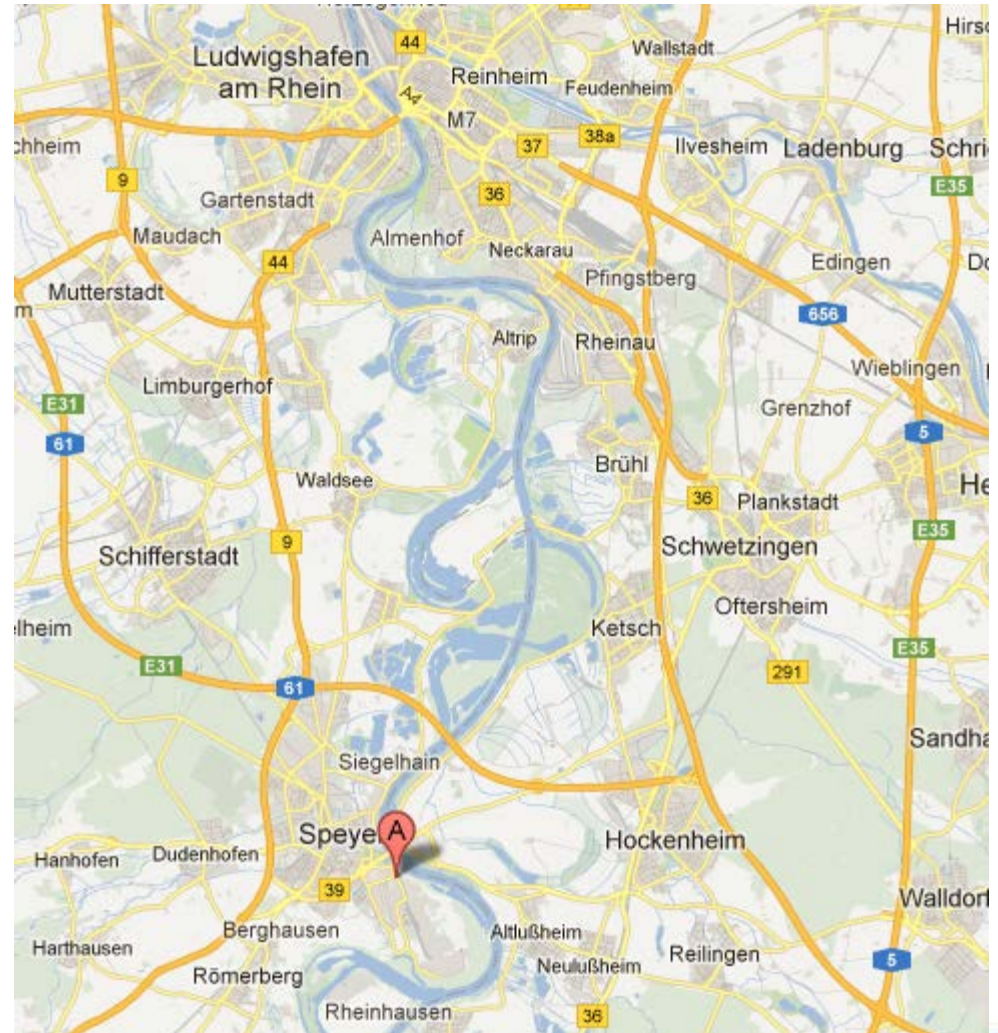 44
Wallstadt
Ludwigshafen
am Rhein
Reinheim
Feudenheim
A4
M7
38a
37
Ilvesheim
Ladenburg
9
36
E35
Gartenstadt
Maudach
Almenhof
Neckarau
44
Pfingstberg
Edingen
Mutterstadt
656
Altrip
Rheinau
Wieblingen
Limburgerhof
E31
Grenzhof
61
5
Brühl
Waldsee
36
Plankstadt
9
E35
Schifferstadt
Schwetzingen
Oftersheim
Ketsch
E35
E31
291
61
Siegelhain
Speye
A
Hockenheim
Hanhofen
Dudenhofen
39
Walldorf
Berghausen
Altlußheim
Harthausen
Reilingen
5
Römerberg
Neulußheim
Rheinhausen
36